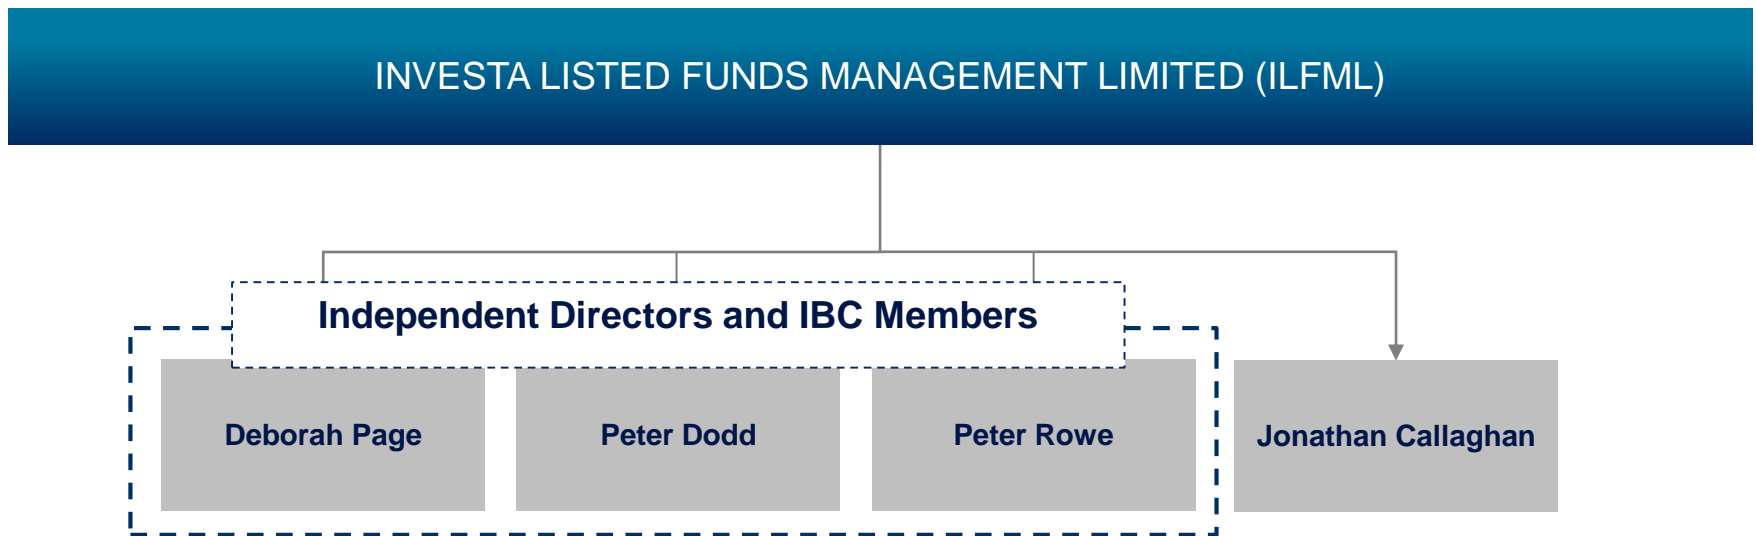 INVESTA LISTED FUNDS MANAGEMENT LIMITED (ILFML)
Independent Directors and IBC Members
Deborah Page
Peter Dodd
Peter Rowe
Jonathan Callaghan